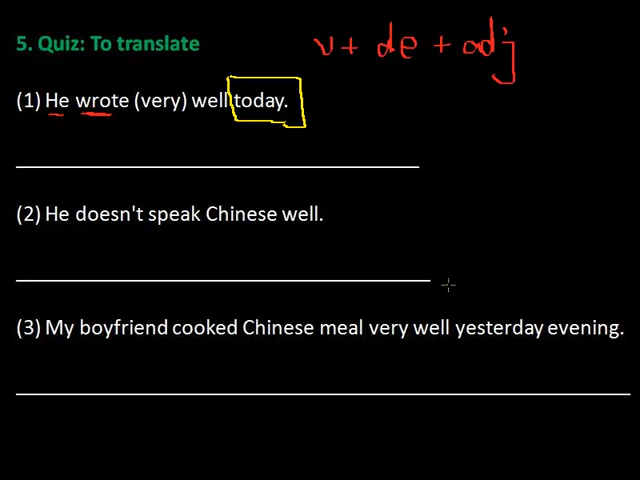 5. Quiz: To translate
v + de + adj
(1) He wrote (very) well today.
(2) He doesn't speak Chinese well.
(3) My boyfriend cooked Chinese meal very well yesterday evening.